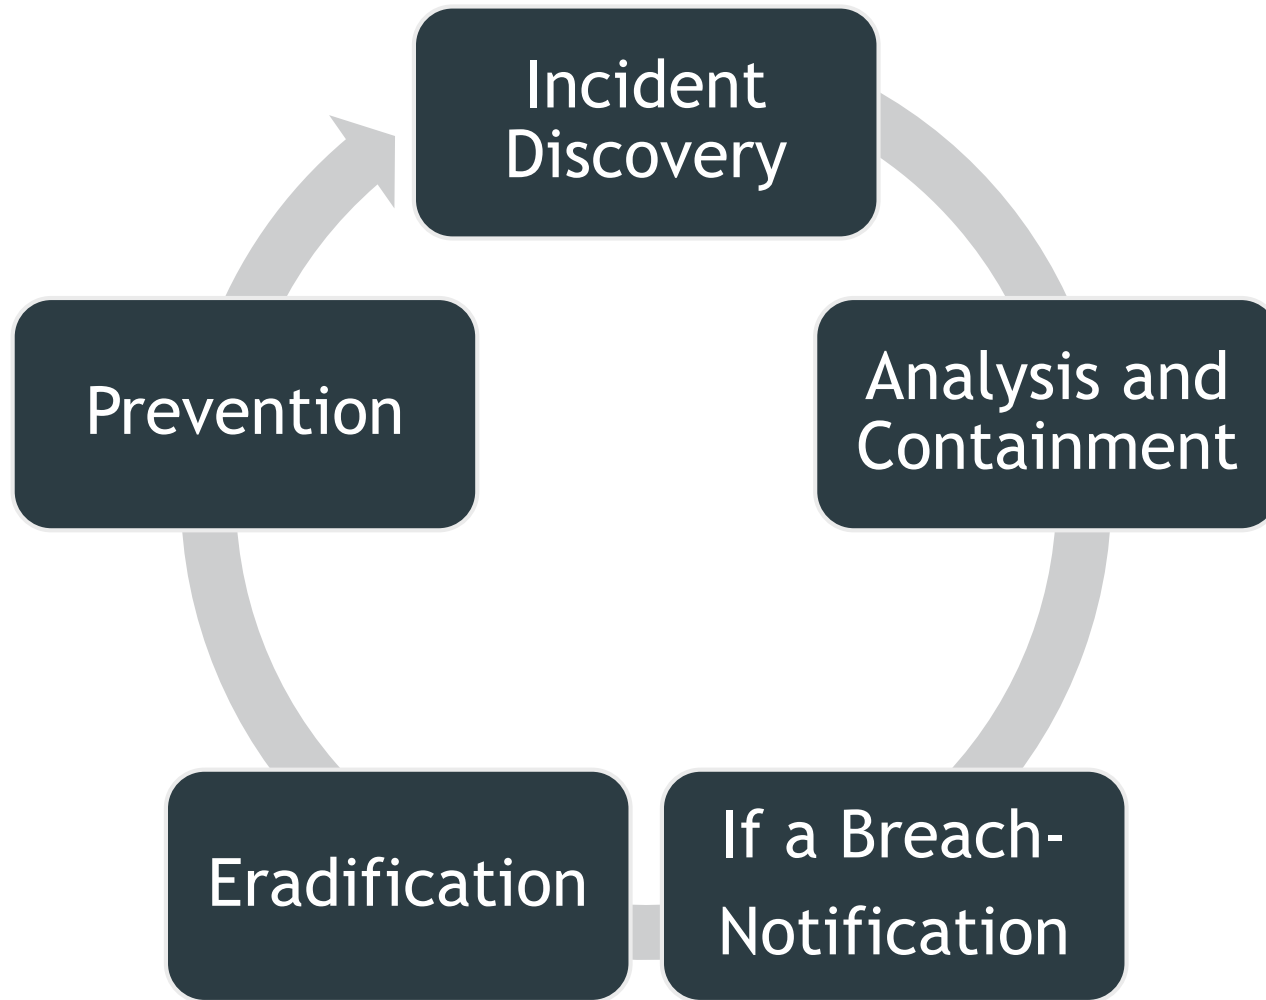 Incident
Discovery
Analysis and
Containment
If a Breach-
Notification
Eradification
Prevention